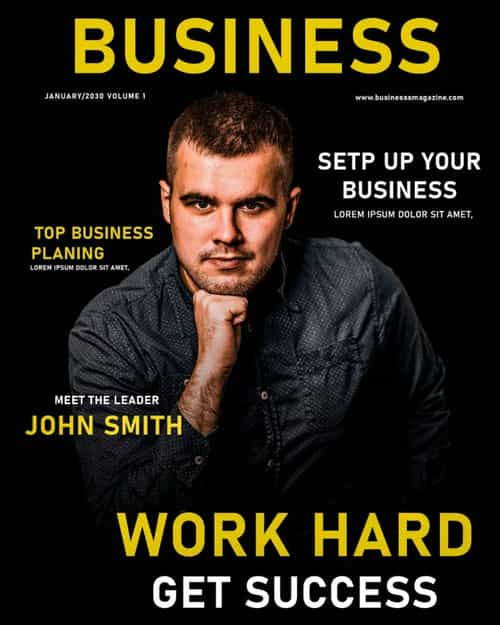 BUSINESS
JANUARY/2030 VOLUME 1
www.businessmagazine.com
SETP UP YOUR
BUSINESS
LOREM IPSUM DOLOR SIT AMET,
TOP BUSINESS
PLANING
LOREM IPSUM DOLOR SIT AMET,
MEET THE LEADER
JOHN SMITH
WORK HARD
GET SUCCESS